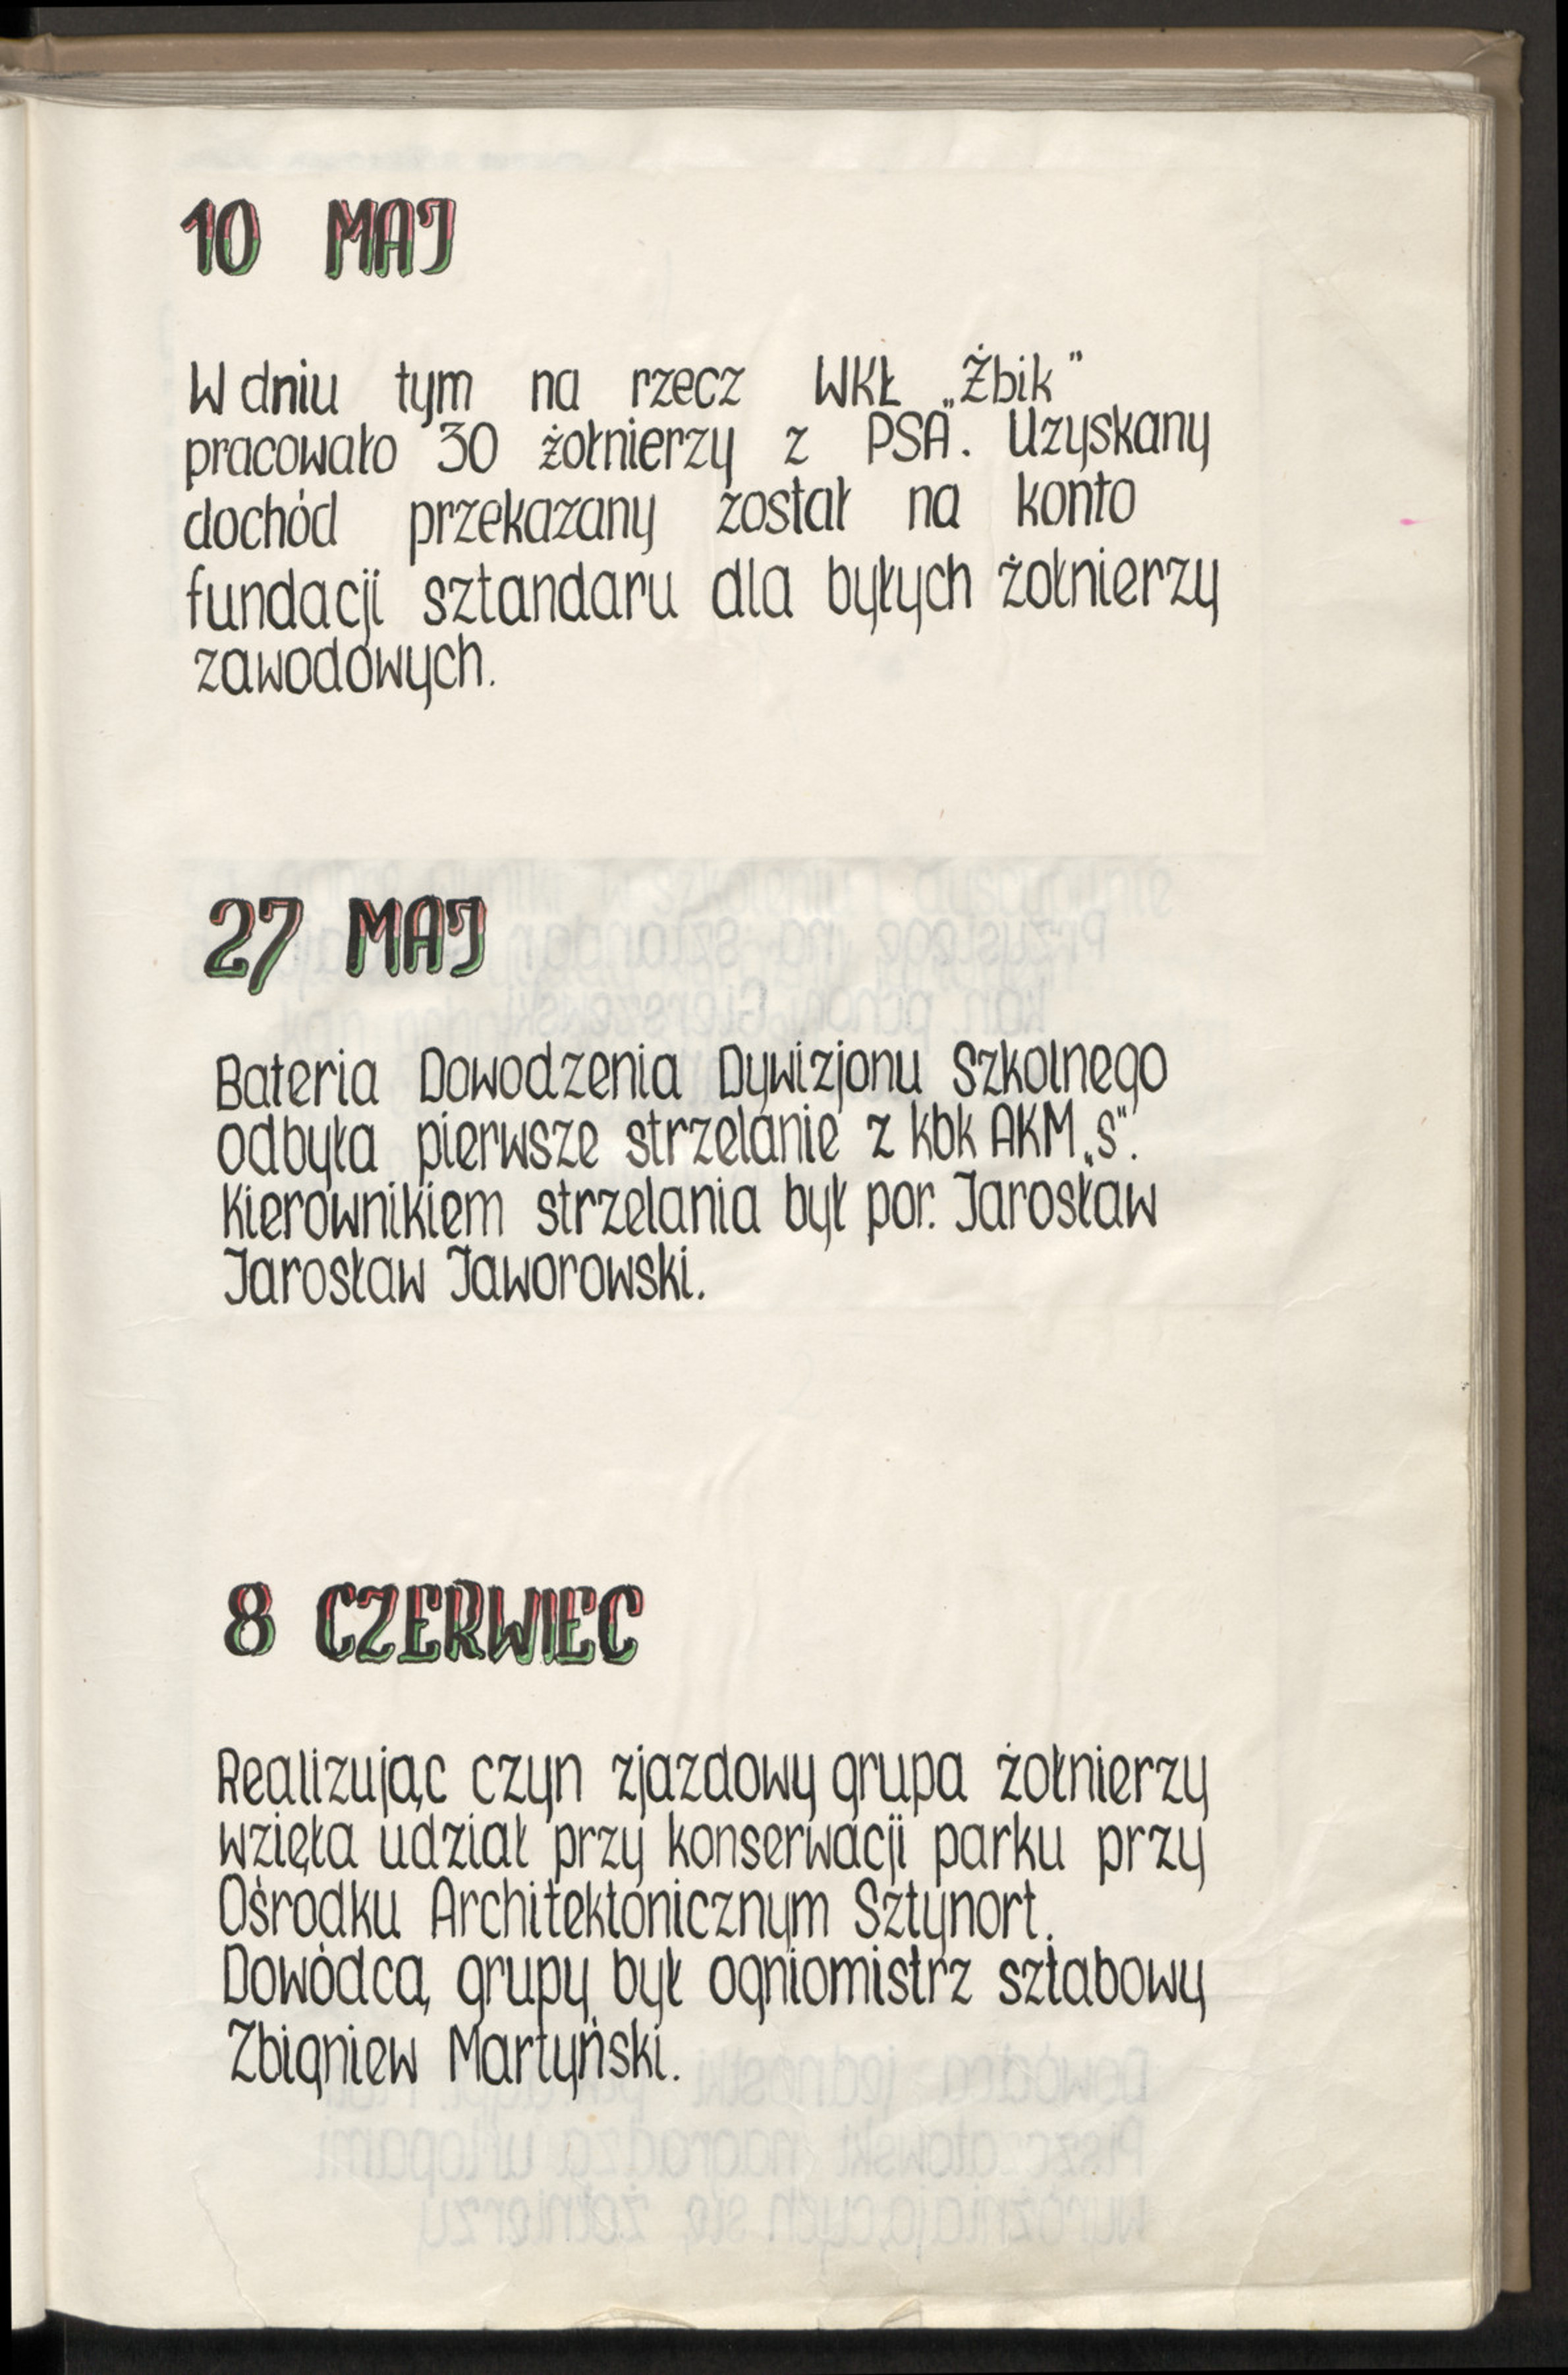 10 MAJ
W dniu tym na rzecz WKŁ „Żbik”
pracowało 30 żołnierzy z PSA. Uzyskany
dochód przekazany został na konto
fundacji sztandaru dla byłych żołnierzy
zawodowych.
27 MAJ
Bateria Dowodzenia Dywizjonu Szkolnego
odbyła pierwsze strzelanie z kbk AKM „s”.
Kierownikiem strzelania był por. Jarosław
Jarosław Jaworowski.
8 CZERWIEC
Realizując czyn zjazdowy grupa żołnierzy
wzięła udział przy konserwacji parku przy
Ośrodku Architektonicznym Sztynort.
Dowódcą grupy był ogniomistrz sztabowy
Zbigniew Martyński.